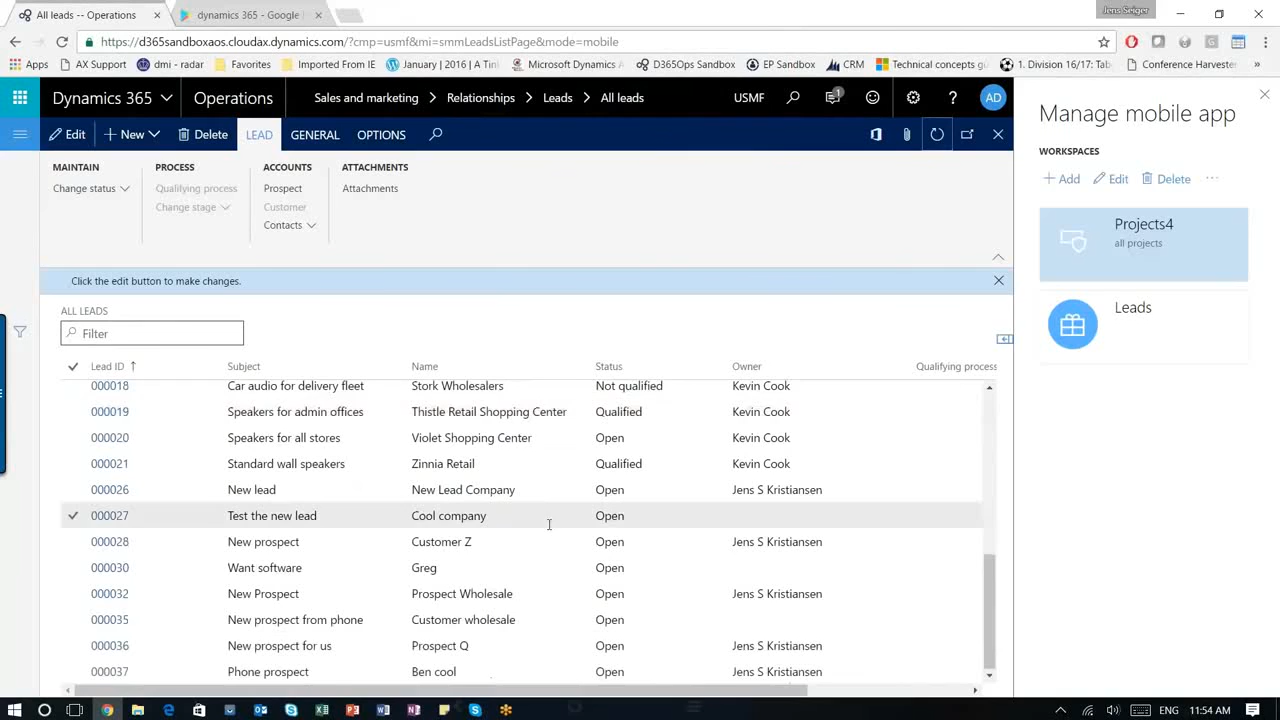 All leads -- Operations
dynamics 365 - Google
Jens Seiger
https://d365sandboxaos.cloudax.dynamics.com/?cmp=usmf&mi=smmLeadsListPage&mode=mobile
Apps AX Support dmi - radar Favorites Imported From IE January | 2016 | A Tink Microsoft Dynamics D365Ops Sandbox EP Sandbox CRM Technical concepts gu 1. Division 16/17: Tab Conference Harvester »
Dynamics 365 Operations Sales and marketing > Relationships > Leads > All leads USMF 1 ? AD
Edit + New Delete LEAD GENERAL OPTIONS
MAINTAIN PROCESS ACCOUNTS ATTACHMENTS
Change status Qualifying process Prospect Attachments
Change stage Customer
Contacts
Click the edit button to make changes.
ALL LEADS
Filter
Lead ID ↑ Subject Name Status Owner Qualifying process
000018 Car audio for delivery fleet Stork Wholesalers Not qualified Kevin Cook
000019 Speakers for admin offices Thistle Retail Shopping Center Qualified Kevin Cook
000020 Speakers for all stores Violet Shopping Center Open Kevin Cook
000021 Standard wall speakers Zinnia Retail Qualified Kevin Cook
000026 New lead New Lead Company Open Jens S Kristiansen
000027 Test the new lead Cool company Open
000028 New prospect Customer Z Open Jens S Kristiansen
000030 Want software Greg Open
000032 New Prospect Prospect Wholesale Open Jens S Kristiansen
000035 New prospect from phone Customer wholesale Open
000036 New prospect for us Prospect Q Open Jens S Kristiansen
000037 Phone prospect Ben cool Open Jens S Kristiansen
Manage mobile app
WORKSPACES
+ Add Edit Delete ...
Projects4
all projects
Leads
ENG 11:54 AM